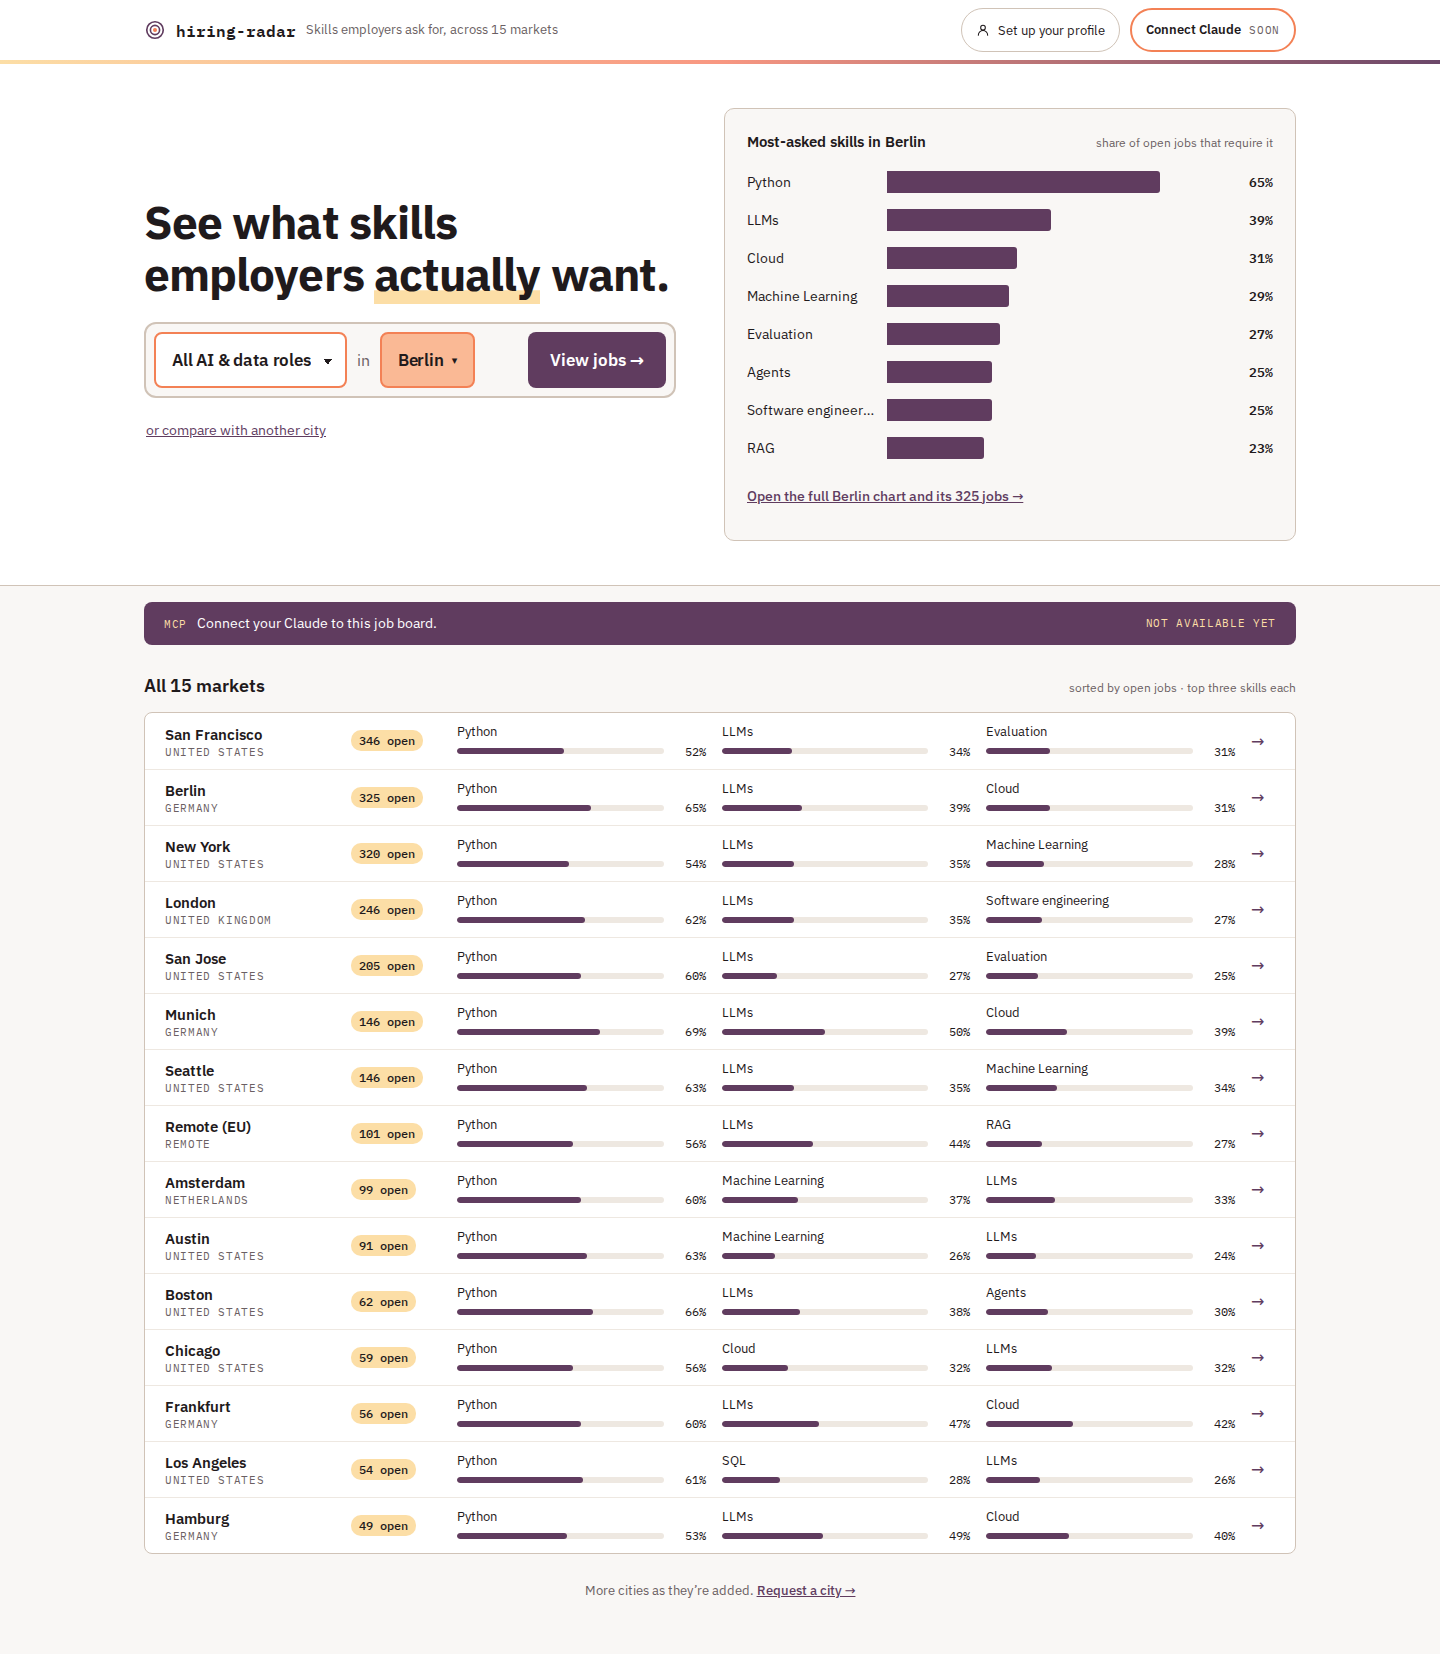 hiring-radar Skills employers ask for, across 15 markets Set up your profile Connect Claude SOON
See what skills
employers actually want.
All AI & data roles in Berlin View jobs →
or compare with another city
Most-asked skills in Berlin share of open jobs that require it
Python 65%
LLMs 39%
Cloud 31%
Machine Learning 29%
Evaluation 27%
Agents 25%
Software engineer... 25%
RAG 23%
Open the full Berlin chart and its 325 jobs →
MCP Connect your Claude to this job board. NOT AVAILABLE YET
All 15 markets sorted by open jobs · top three skills each
San Francisco
UNITED STATES
346 open
Python 52%
LLMs 34%
Evaluation 31% →
Berlin
GERMANY
325 open
Python 65%
LLMs 39%
Cloud 31% →
New York
UNITED STATES
320 open
Python 54%
LLMs 35%
Machine Learning 28% →
London
UNITED KINGDOM
246 open
Python 62%
LLMs 35%
Software engineering 27% →
San Jose
UNITED STATES
205 open
Python 60%
LLMs 27%
Evaluation 25% →
Munich
GERMANY
146 open
Python 69%
LLMs 50%
Cloud 39% →
Seattle
UNITED STATES
146 open
Python 63%
LLMs 35%
Machine Learning 34% →
Remote (EU)
REMOTE
101 open
Python 56%
LLMs 44%
RAG 27% →
Amsterdam
NETHERLANDS
99 open
Python 60%
Machine Learning 37%
LLMs 33% →
Austin
UNITED STATES
91 open
Python 63%
Machine Learning 26%
LLMs 24% →
Boston
UNITED STATES
62 open
Python 66%
LLMs 38%
Agents 30% →
Chicago
UNITED STATES
59 open
Python 56%
Cloud 32%
LLMs 32% →
Frankfurt
GERMANY
56 open
Python 60%
LLMs 47%
Cloud 42% →
Los Angeles
UNITED STATES
54 open
Python 61%
SQL 28%
LLMs 26% →
Hamburg
GERMANY
49 open
Python 53%
LLMs 49%
Cloud 40% →
More cities as they’re added. Request a city →